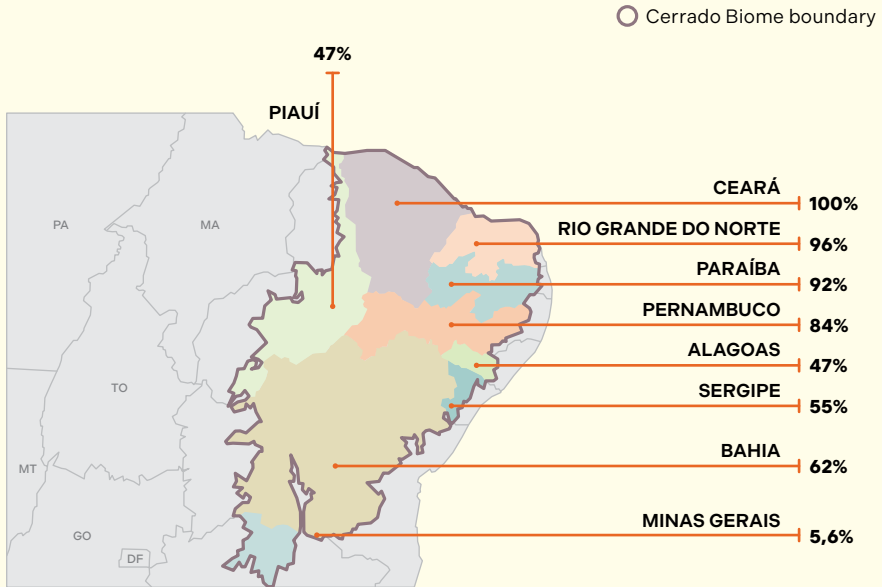 Cerrado Biome boundary
47%
PIAUÍ
CEARÁ
100%
RIO GRANDE DO NORTE
96%
PARAÍBA
92%
PERNAMBUCO
84%
ALAGOAS
47%
SERGIPE
55%
BAHIA
62%
MINAS GERAIS
5,6%
PA
MA
TO
MT
GO
DF